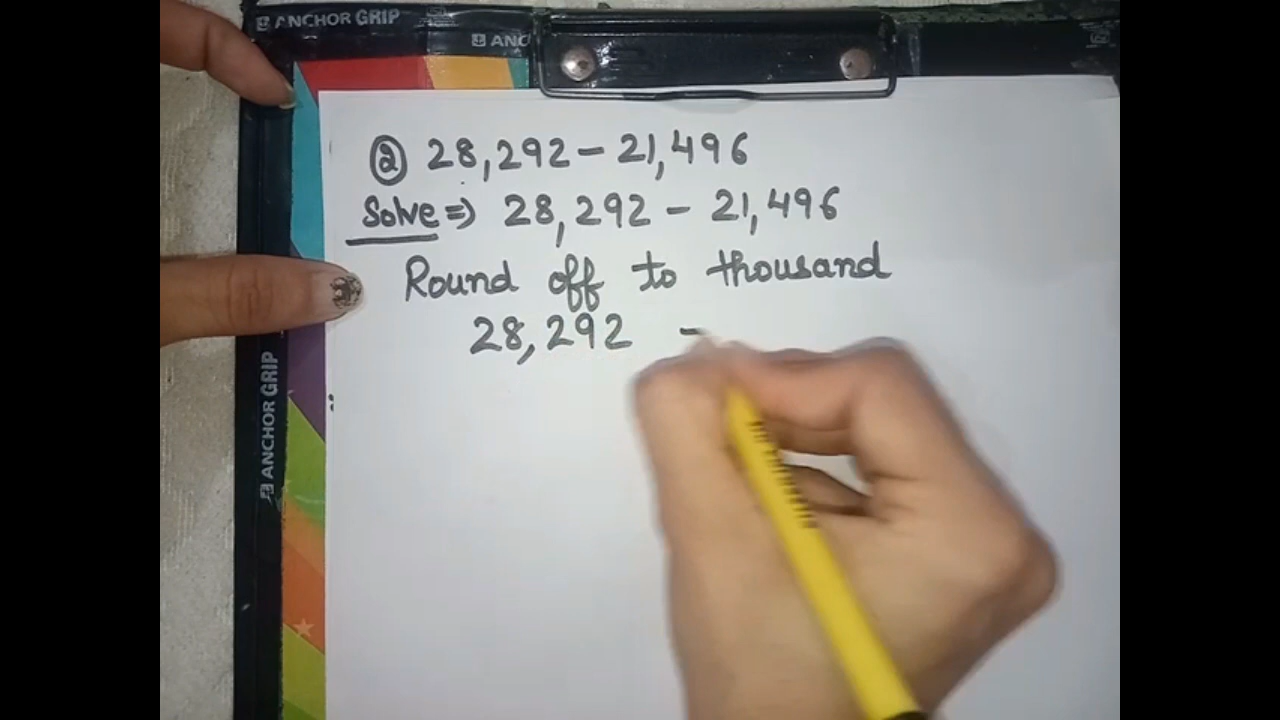 ANCHOR GRIP
ANC
② 28,292 - 21,496
Solve ⇒ 28,292 - 21,496
Round off to thousand
28,292 -
ANCHOR GRIP